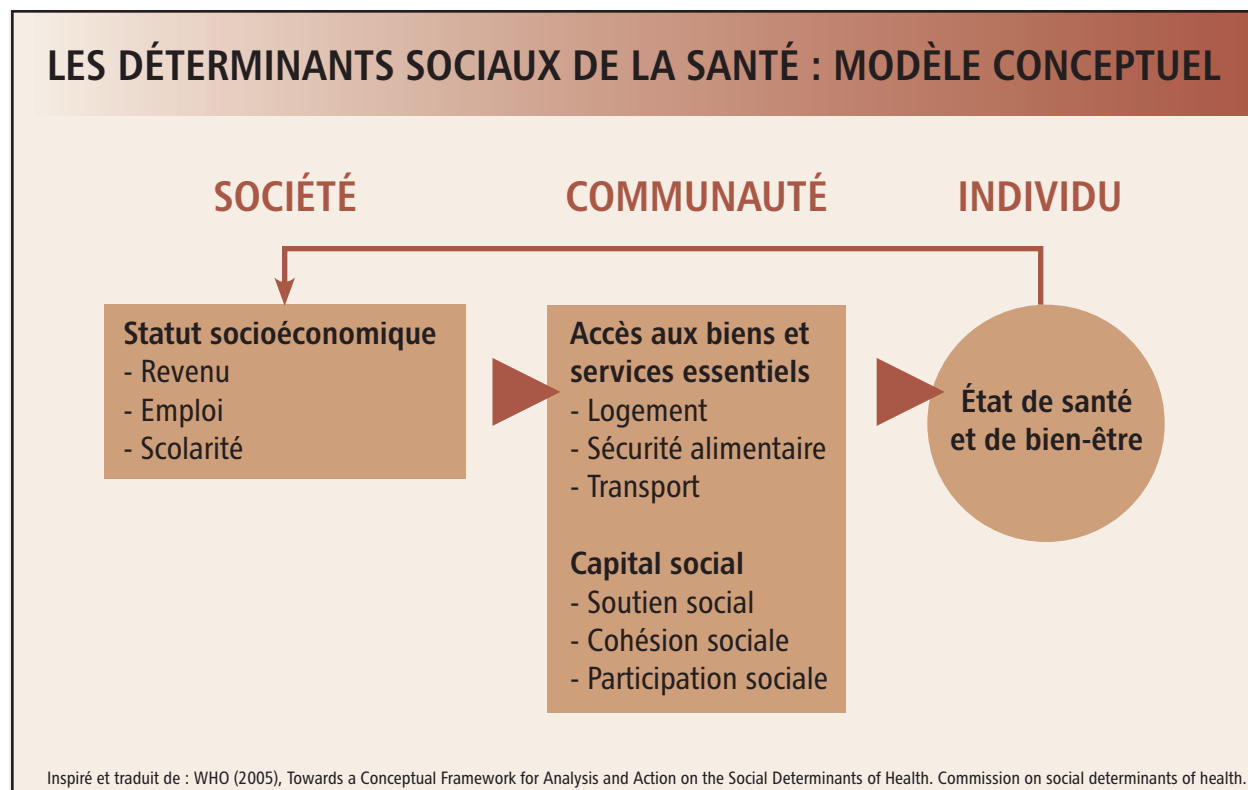 LES DÉTERMINANTS SOCIAUX DE LA SANTÉ : MODÈLE CONCEPTUEL
SOCIÉTÉ
COMMUNAUTÉ
INDIVIDU
Statut socioéconomique
- Revenu
- Emploi
- Scolarité
Accès aux biens et
services essentiels
- Logement
- Sécurité alimentaire
- Transport
Capital social
- Soutien social
- Cohésion sociale
- Participation sociale
État de santé
et de bien-être
Inspiré et traduit de : WHO (2005), Towards a Conceptual Framework for Analysis and Action on the Social Determinants of Health. Commission on social determinants of health.